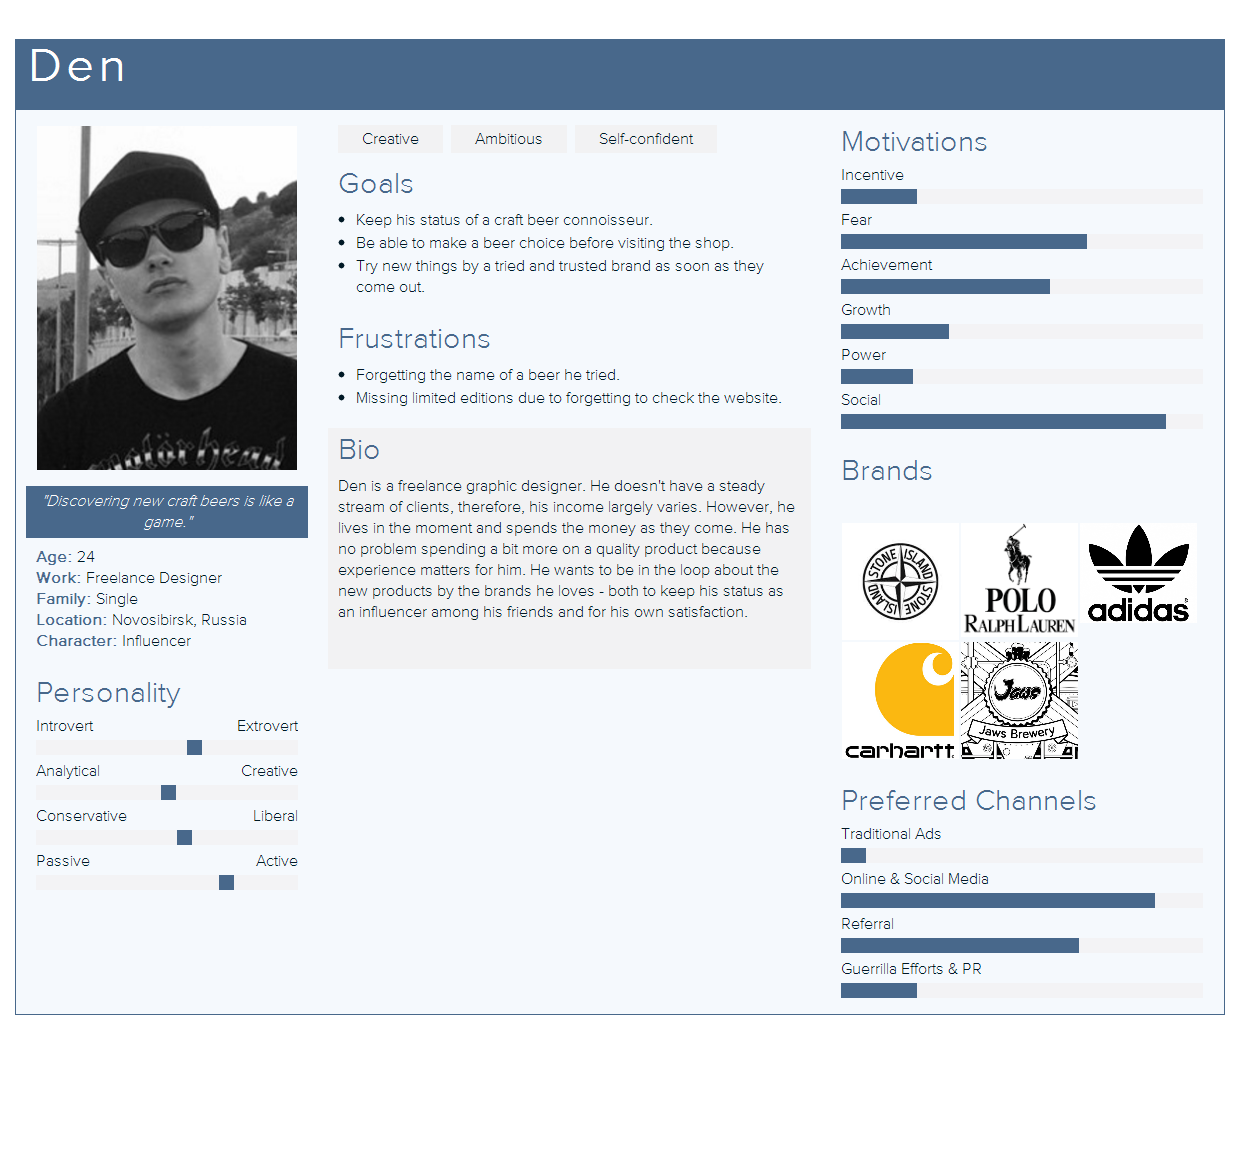 Den
motörhead
"Discovering new craft beers is like a
game."
Age: 24
Work: Freelance Designer
Family: Single
Location: Novosibirsk, Russia
Character: Influencer
Personality
Introvert Extrovert
Analytical Creative
Conservative Liberal
Passive Active
Creative Ambitious Self-confident
Goals
Keep his status of a craft beer connoisseur.
Be able to make a beer choice before visiting the shop.
Try new things by a tried and trusted brand as soon as they
come out.
Frustrations
Forgetting the name of a beer he tried.
Missing limited editions due to forgetting to check the website.
Bio
Den is a freelance graphic designer. He doesn't have a steady
stream of clients, therefore, his income largely varies. However, he
lives in the moment and spends the money as they come. He has
no problem spending a bit more on a quality product because
experience matters for him. He wants to be in the loop about the
new products by the brands he loves - both to keep his status as
an influencer among his friends and for his own satisfaction.
Motivations
Incentive
Fear
Achievement
Growth
Power
Social
Brands
STONE ISLAND
STONE ISLAND
POLO
RALPH LAUREN
adidas
carhartt
Jaws
Jaws Brewery
Preferred Channels
Traditional Ads
Online & Social Media
Referral
Guerrilla Efforts & PR